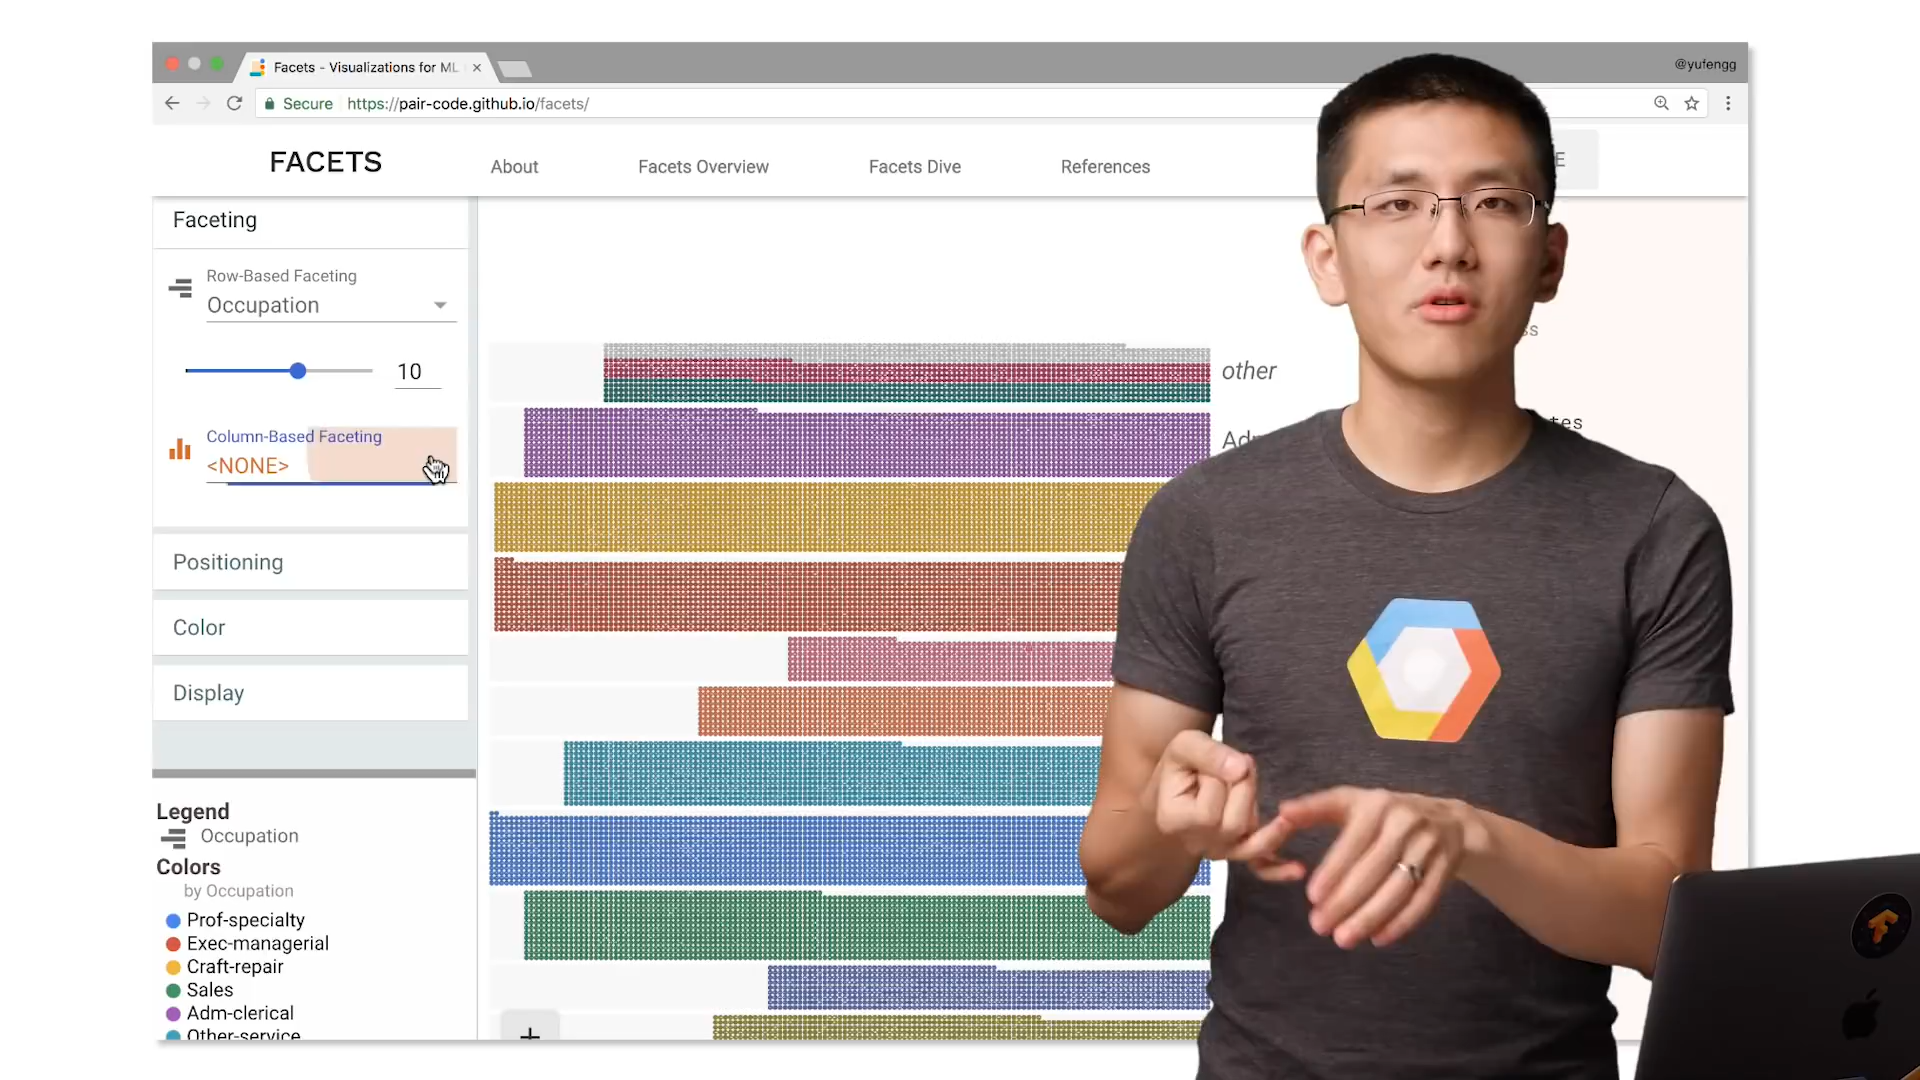 Facets - Visualizations for ML
@yufengg
Secure https://pair-code.github.io/facets/
FACETS About Facets Overview Facets Dive References
Faceting
Row-Based Faceting
Occupation
10
Column-Based Faceting
<NONE>
Positioning
Color
Display
Legend
Occupation
Colors
by Occupation
Prof-specialty
Exec-managerial
Craft-repair
Sales
Adm-clerical
Other-service
other